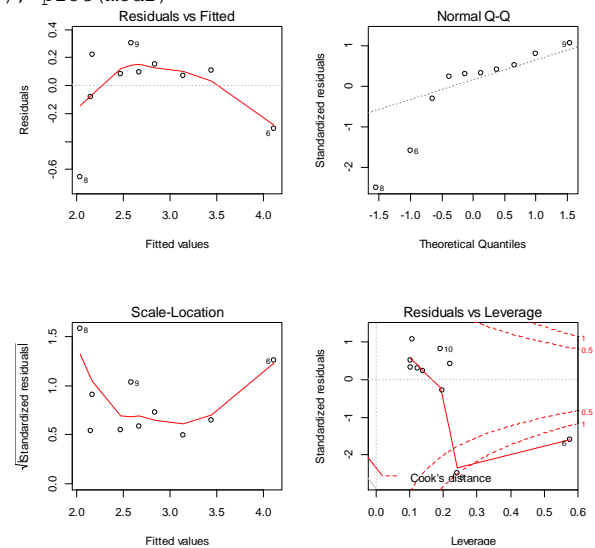 Residuals vs Fitted
Residuals
0.4
0.2
0.0
-0.2
-0.6
9
8
6
2.0 2.5 3.0 3.5 4.0
Fitted values
Normal Q-Q
Standardized residuals
1
0
-1
-2
9
6
8
-1.5 -1.0 -0.5 0.0 0.5 1.0 1.5
Theoretical Quantiles
Scale-Location
√|Standardized residuals|
1.5
1.0
0.5
0.0
8
9
6
2.0 2.5 3.0 3.5 4.0
Fitted values
Residuals vs Leverage
Standardized residuals
1
0
-1
-2
10
6
1
0.5
0.5
1
Cook's distance
0.0 0.1 0.2 0.3 0.4 0.5 0.6
Leverage